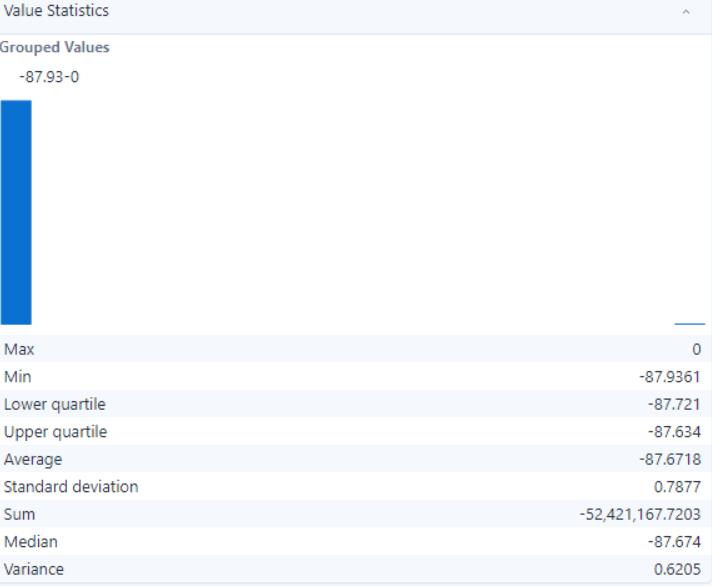 Value Statistics
Grouped Values
-87.93-0
Max 0
Min -87.9361
Lower quartile -87.721
Upper quartile -87.634
Average -87.6718
Standard deviation 0.7877
Sum -52,421,167.7203
Median -87.674
Variance 0.6205